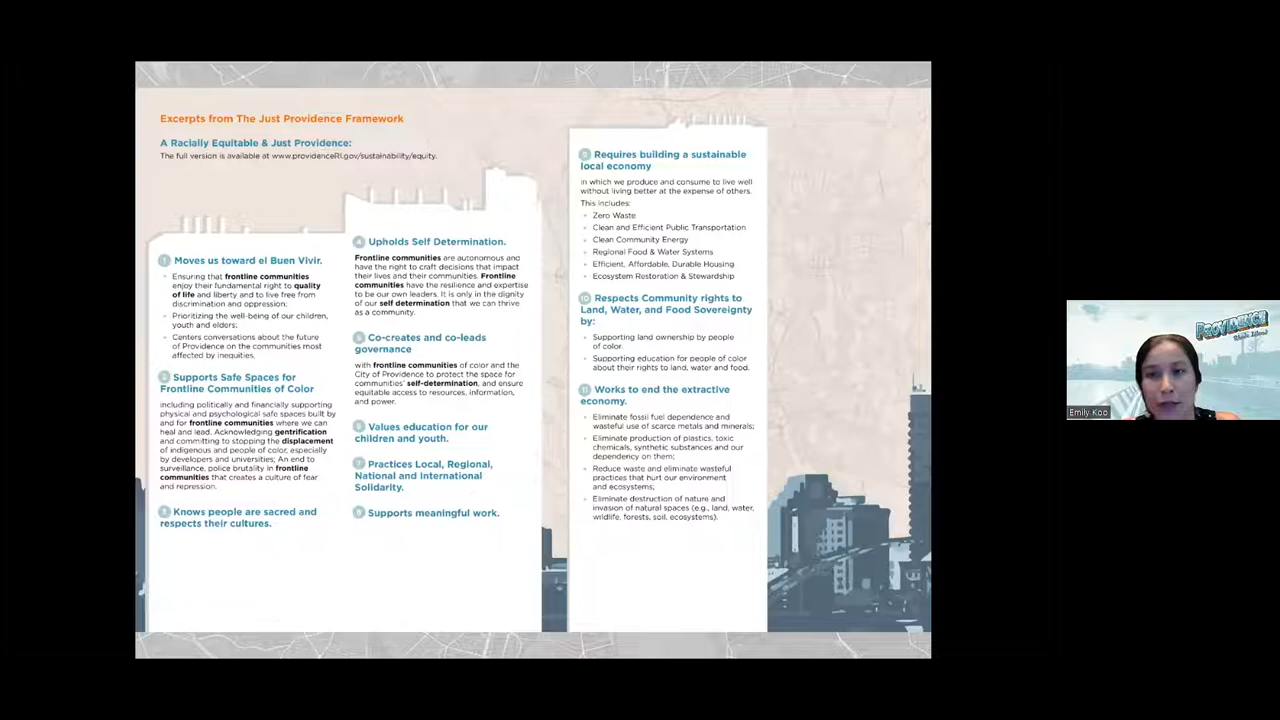 Excerpts from The Just Providence Framework
A Racially Equitable & Just Providence:
The full version is available at www.providenceRI.gov/sustainability/equity.
1 Moves us toward el Buen Vivir.
Ensuring that frontline communities
enjoy their fundamental right to quality
of life and liberty and to live free from
discrimination and oppression;
Prioritizing the well-being of our children,
youth and elders;
Centers conversations about the future
of Providence on the communities most
affected by inequities.
2 Supports Safe Spaces for
Frontline Communities of Color
including politically and financially supporting
physical and psychological safe spaces built by
and for frontline communities where we can
heal and lead. Acknowledging gentrification
and committing to stopping the displacement
of indigenous and people of color, especially
by developers and universities; An end to
surveillance, police brutality in frontline
communities that creates a culture of fear
and repression.
3 Knows people are sacred and
respects their cultures.
4 Upholds Self Determination.
Frontline communities are autonomous and
have the right to craft decisions that impact
their lives and their communities. Frontline
communities have the resilience and expertise
to be our own leaders. It is only in the dignity
of our self determination that we can thrive
as a community.
5 Co-creates and co-leads
governance
with frontline communities of color and the
City of Providence to protect the space for
communities' self-determination, and ensure
equitable access to resources, information,
and power.
6 Values education for our
children and youth.
7 Practices Local, Regional,
National and International
Solidarity.
8 Supports meaningful work.
9 Requires building a sustainable
local economy
in which we produce and consume to live well
without living better at the expense of others.
This includes:
Zero Waste
Clean and Efficient Public Transportation
Clean Community Energy
Regional Food & Water Systems
Efficient, Affordable, Durable Housing
Ecosystem Restoration & Stewardship
10 Respects Community rights to
Land, Water, and Food Sovereignty
by:
Supporting land ownership by people
of color.
Supporting education for people of color
about their rights to land, water and food.
11 Works to end the extractive
economy.
Eliminate fossil fuel dependence and
wasteful use of scarce metals and minerals;
Eliminate production of plastics, toxic
chemicals, synthetic substances and our
dependency on them;
Reduce waste and eliminate wasteful
practices that hurt our environment
and ecosystems;
Eliminate destruction of nature and
invasion of natural spaces (e.g., land, water,
wildlife, forests, soil, ecosystems).
PROVIDENCE
Rhode Island
Emily Koo